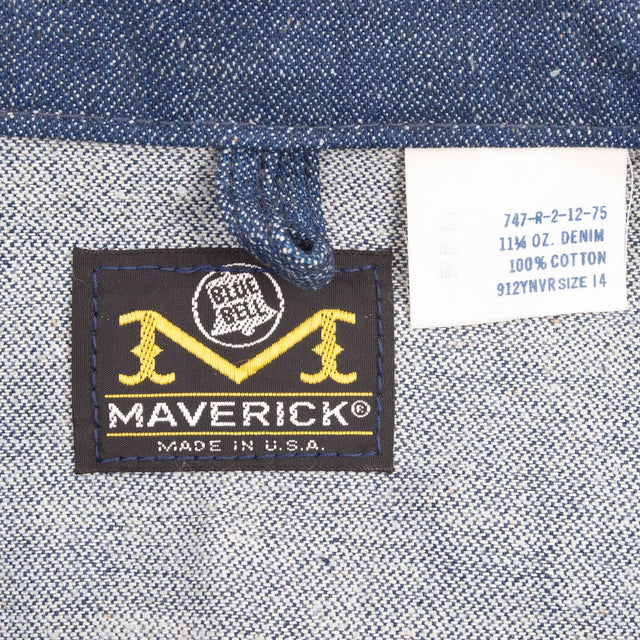 747-R-2-12-75
11¼ OZ. DENIM
100% COTTON
912YNVR SIZE 14
BLUE
BELL
MAVERICK®
MADE IN U.S.A.